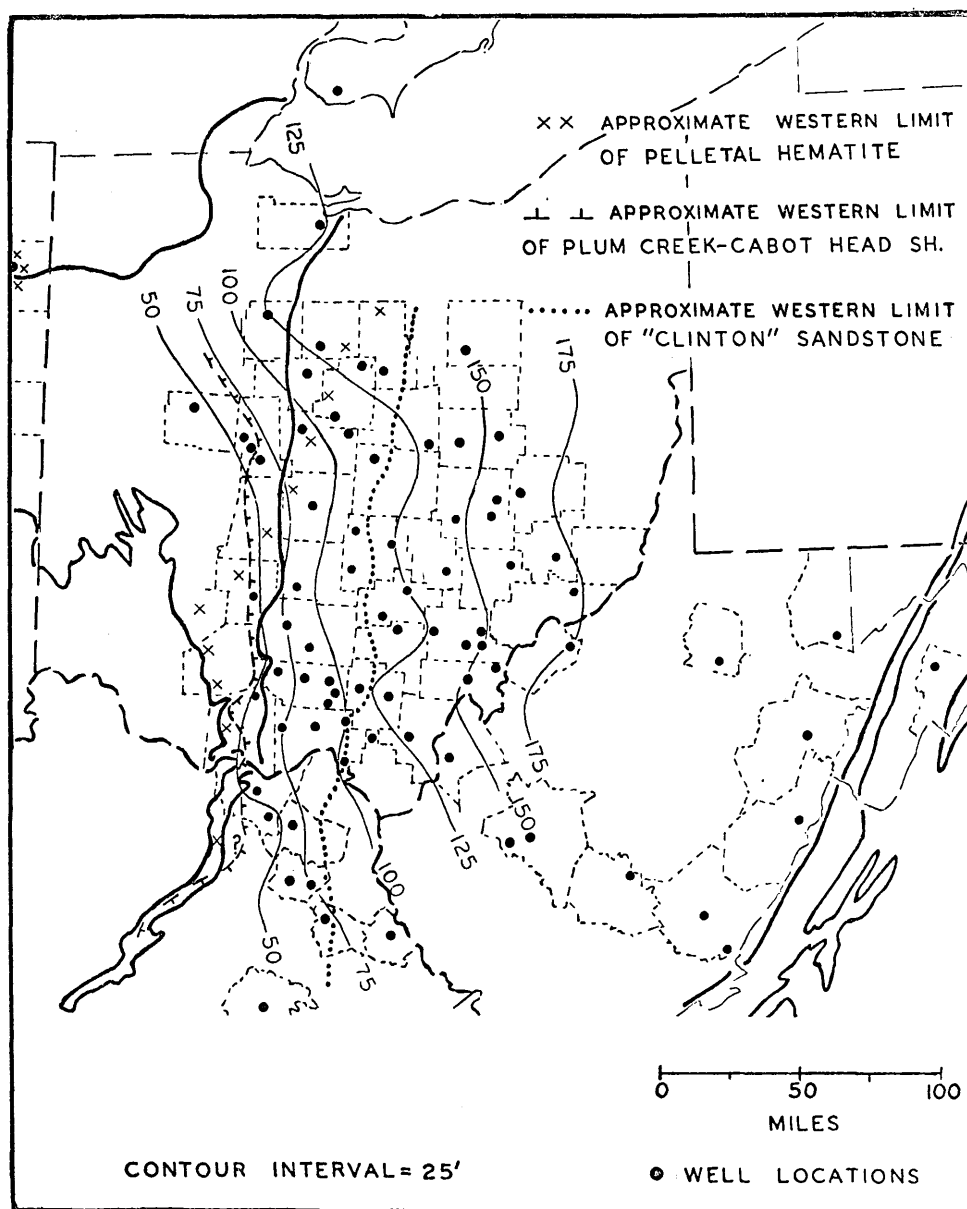 125
×× APPROXIMATE WESTERN LIMIT
OF PELLETAL HEMATITE
APPROXIMATE WESTERN LIMIT
OF PLUM CREEK-CABOT HEAD SH.
APPROXIMATE WESTERN LIMIT
OF "CLINTON" SANDSTONE
50
75
100
150
175
175
150
125
100
50
75
0 50 100
MILES
CONTOUR INTERVAL = 25'
WELL LOCATIONS